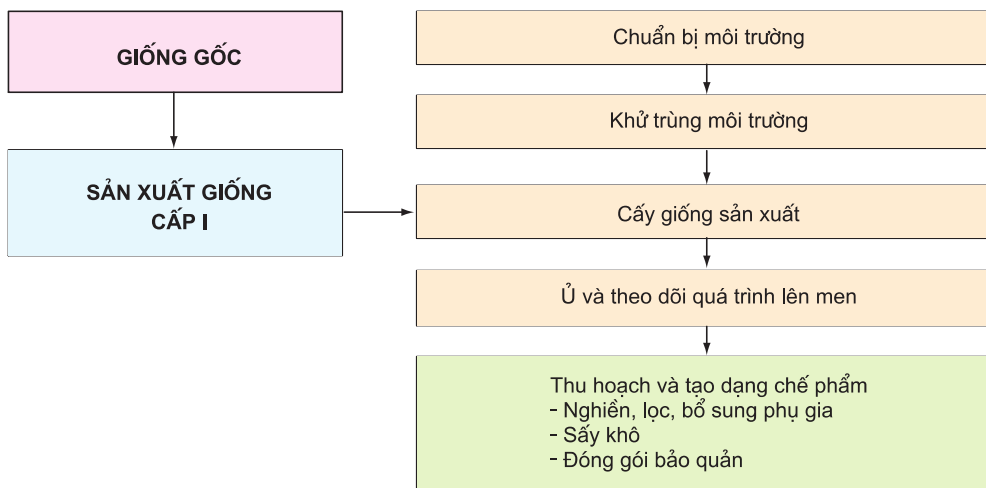 GIỐNG GỐC
SẢN XUẤT GIỐNG
CẤP I
Chuẩn bị môi trường
Khử trùng môi trường
Cấy giống sản xuất
Ủ và theo dõi quá trình lên men
Thu hoạch và tạo dạng chế phẩm
- Nghiền, lọc, bổ sung phụ gia
- Sấy khô
- Đóng gói bảo quản